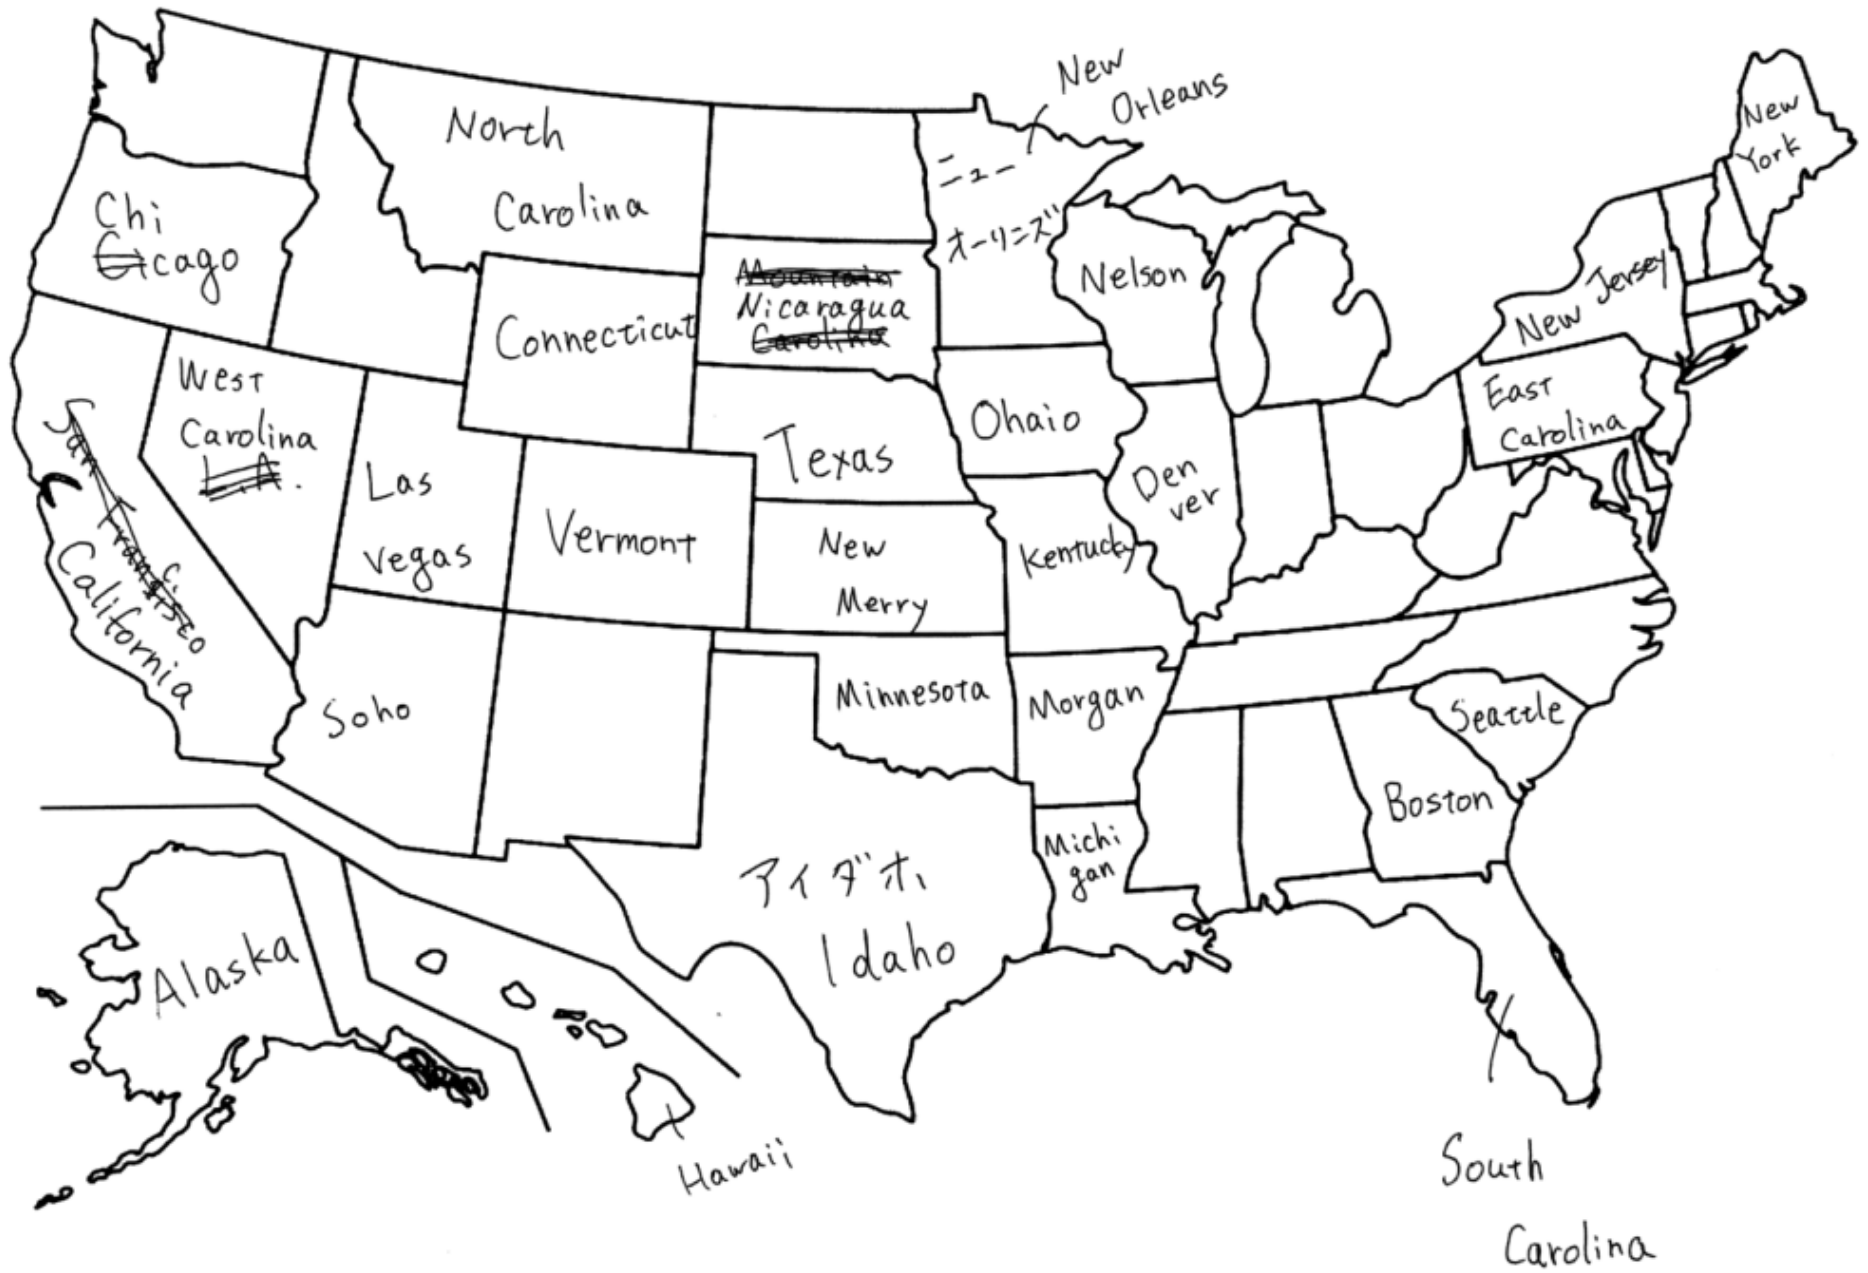 New
Orleans
North
Carolina
New
York
ニュー
オーリンズ
Chi
Gicago
Nelson
New Jersey
Mountain
Nicaragua
Carolina
Connecticut
West
Carolina
L.A.
East
Carolina
Ohaio
San Francisco
California
Las
vegas
Texas
Den
ver
Vermont
New
Merry
Kentucky
Soho
Minnesota
Morgan
Seattle
Boston
Michi
gan
アイダホ
Idaho
Alaska
Hawaii
South
Carolina